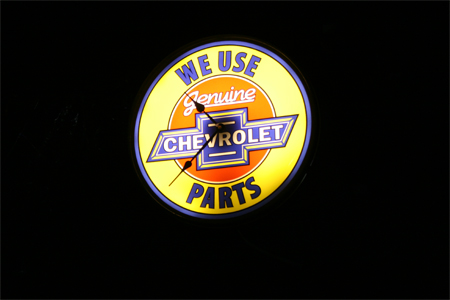 WE USE
Genuine
CHEVROLET
PARTS